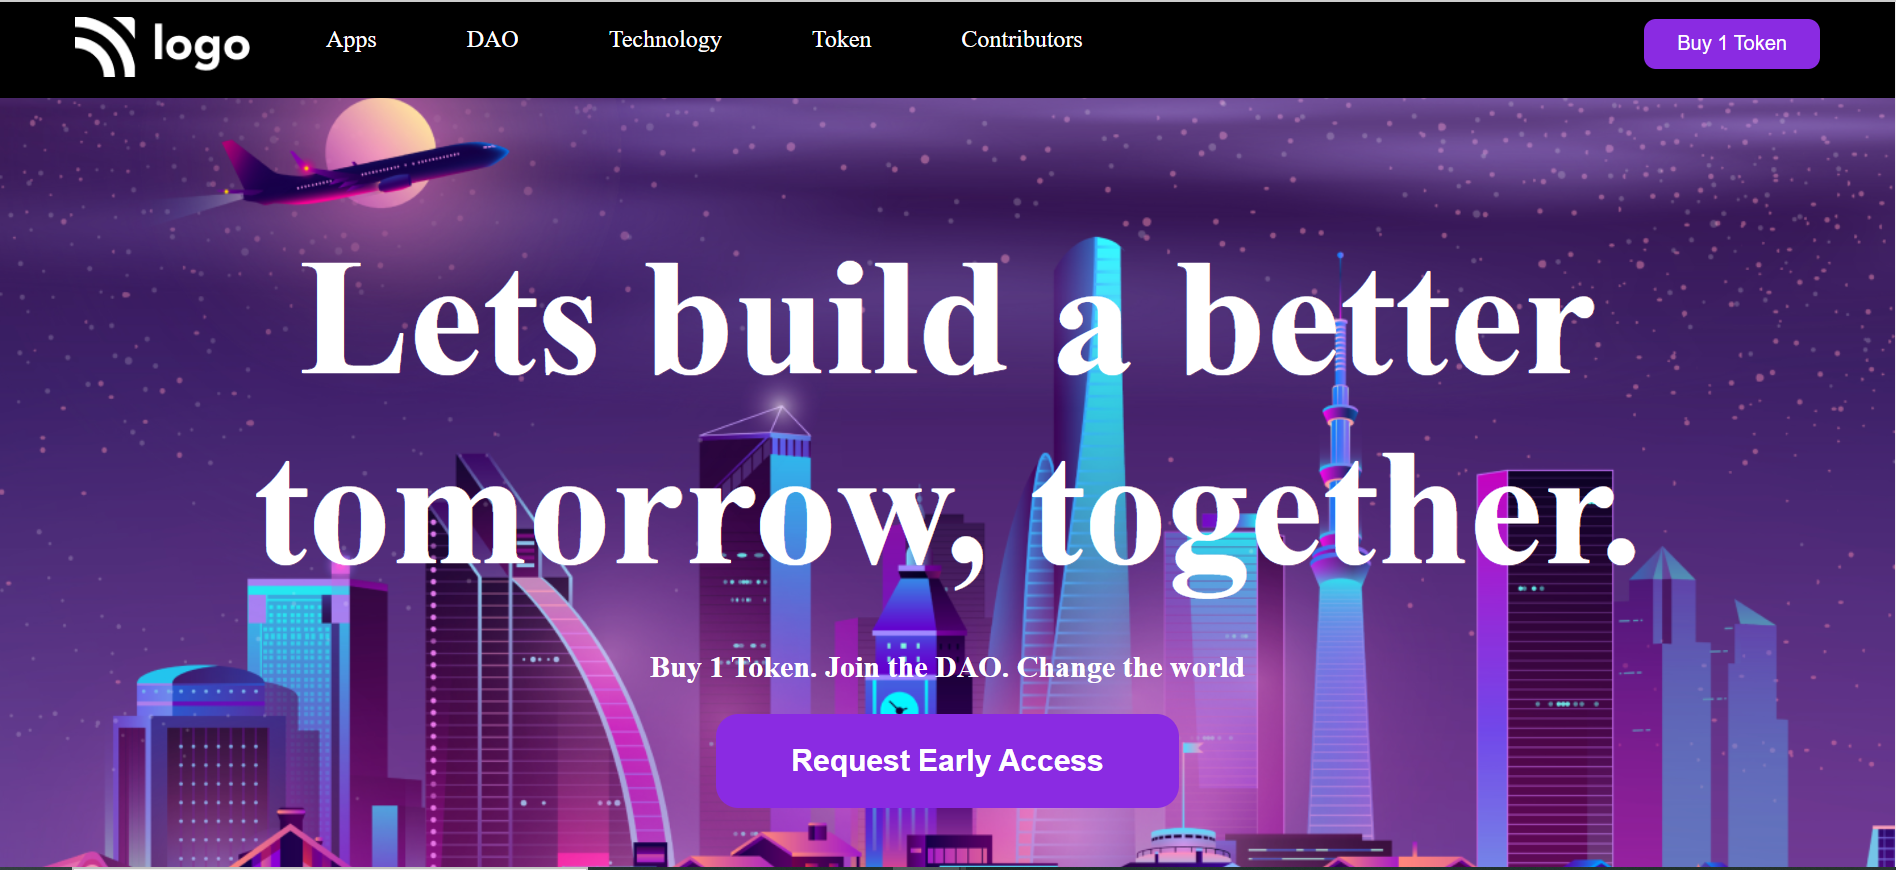 logo
Apps
DAO
Technology
Token
Contributors
Buy 1 Token
Lets build a better
tomorrow, together.
Buy 1 Token. Join the DAO. Change the world
Request Early Access